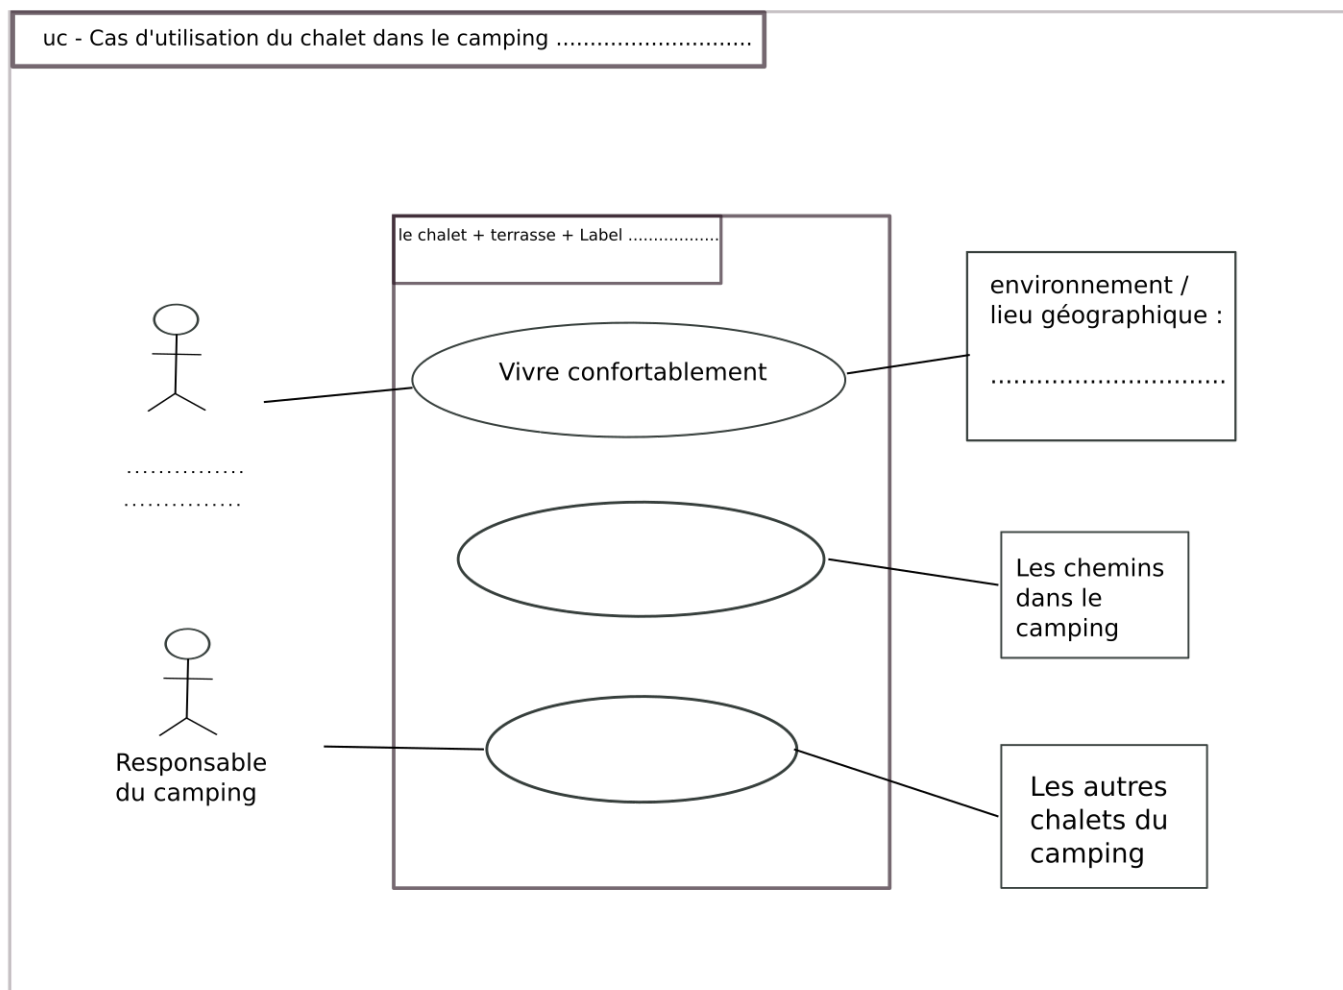 uc - Cas d'utilisation du chalet dans le camping .............................
le chalet + terrasse + Label ..................
environnement /
lieu géographique :
...............................
Vivre confortablement
...............
...............
Les chemins
dans le
camping
Responsable
du camping
Les autres
chalets du
camping